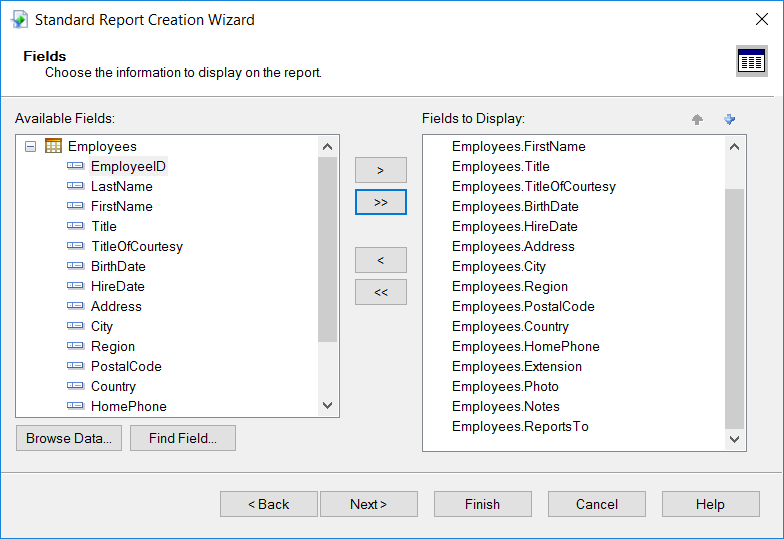 Standard Report Creation Wizard
Fields
Choose the information to display on the report.
Available Fields:
Employees
EmployeeID
LastName
FirstName
Title
TitleOfCourtesy
BirthDate
HireDate
Address
City
Region
PostalCode
Country
HomePhone
Browse Data...
Find Field...
>
>>
<
<<
Fields to Display:
Employees.FirstName
Employees.Title
Employees.TitleOfCourtesy
Employees.BirthDate
Employees.HireDate
Employees.Address
Employees.City
Employees.Region
Employees.PostalCode
Employees.Country
Employees.HomePhone
Employees.Extension
Employees.Photo
Employees.Notes
Employees.ReportsTo
< Back
Next >
Finish
Cancel
Help